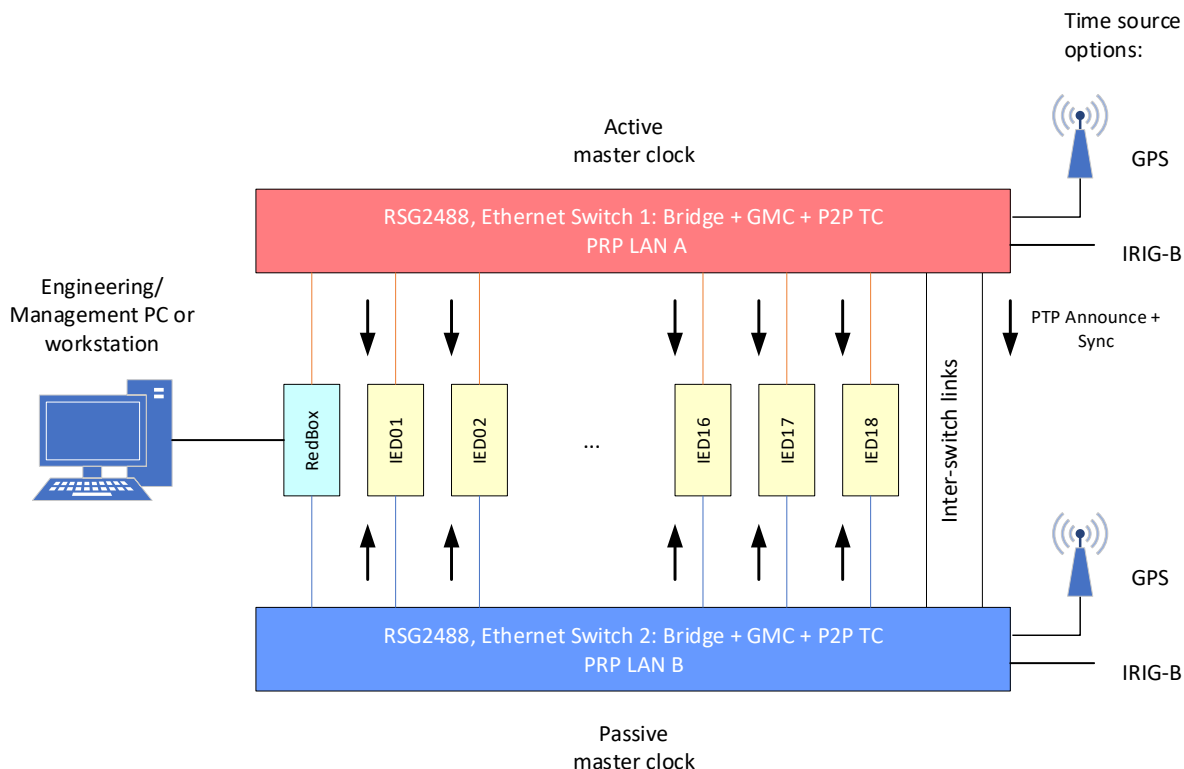 Time source
options:
Active
master clock
GPS
RSG2488, Ethernet Switch 1: Bridge + GMC + P2P TC
PRP LAN A
IRIG-B
Engineering/
Management PC or
workstation
PTP Announce +
Sync
RedBox
IED01
IED02
...
IED16
IED17
IED18
Inter-switch links
GPS
RSG2488, Ethernet Switch 2: Bridge + GMC + P2P TC
PRP LAN B
IRIG-B
Passive
master clock